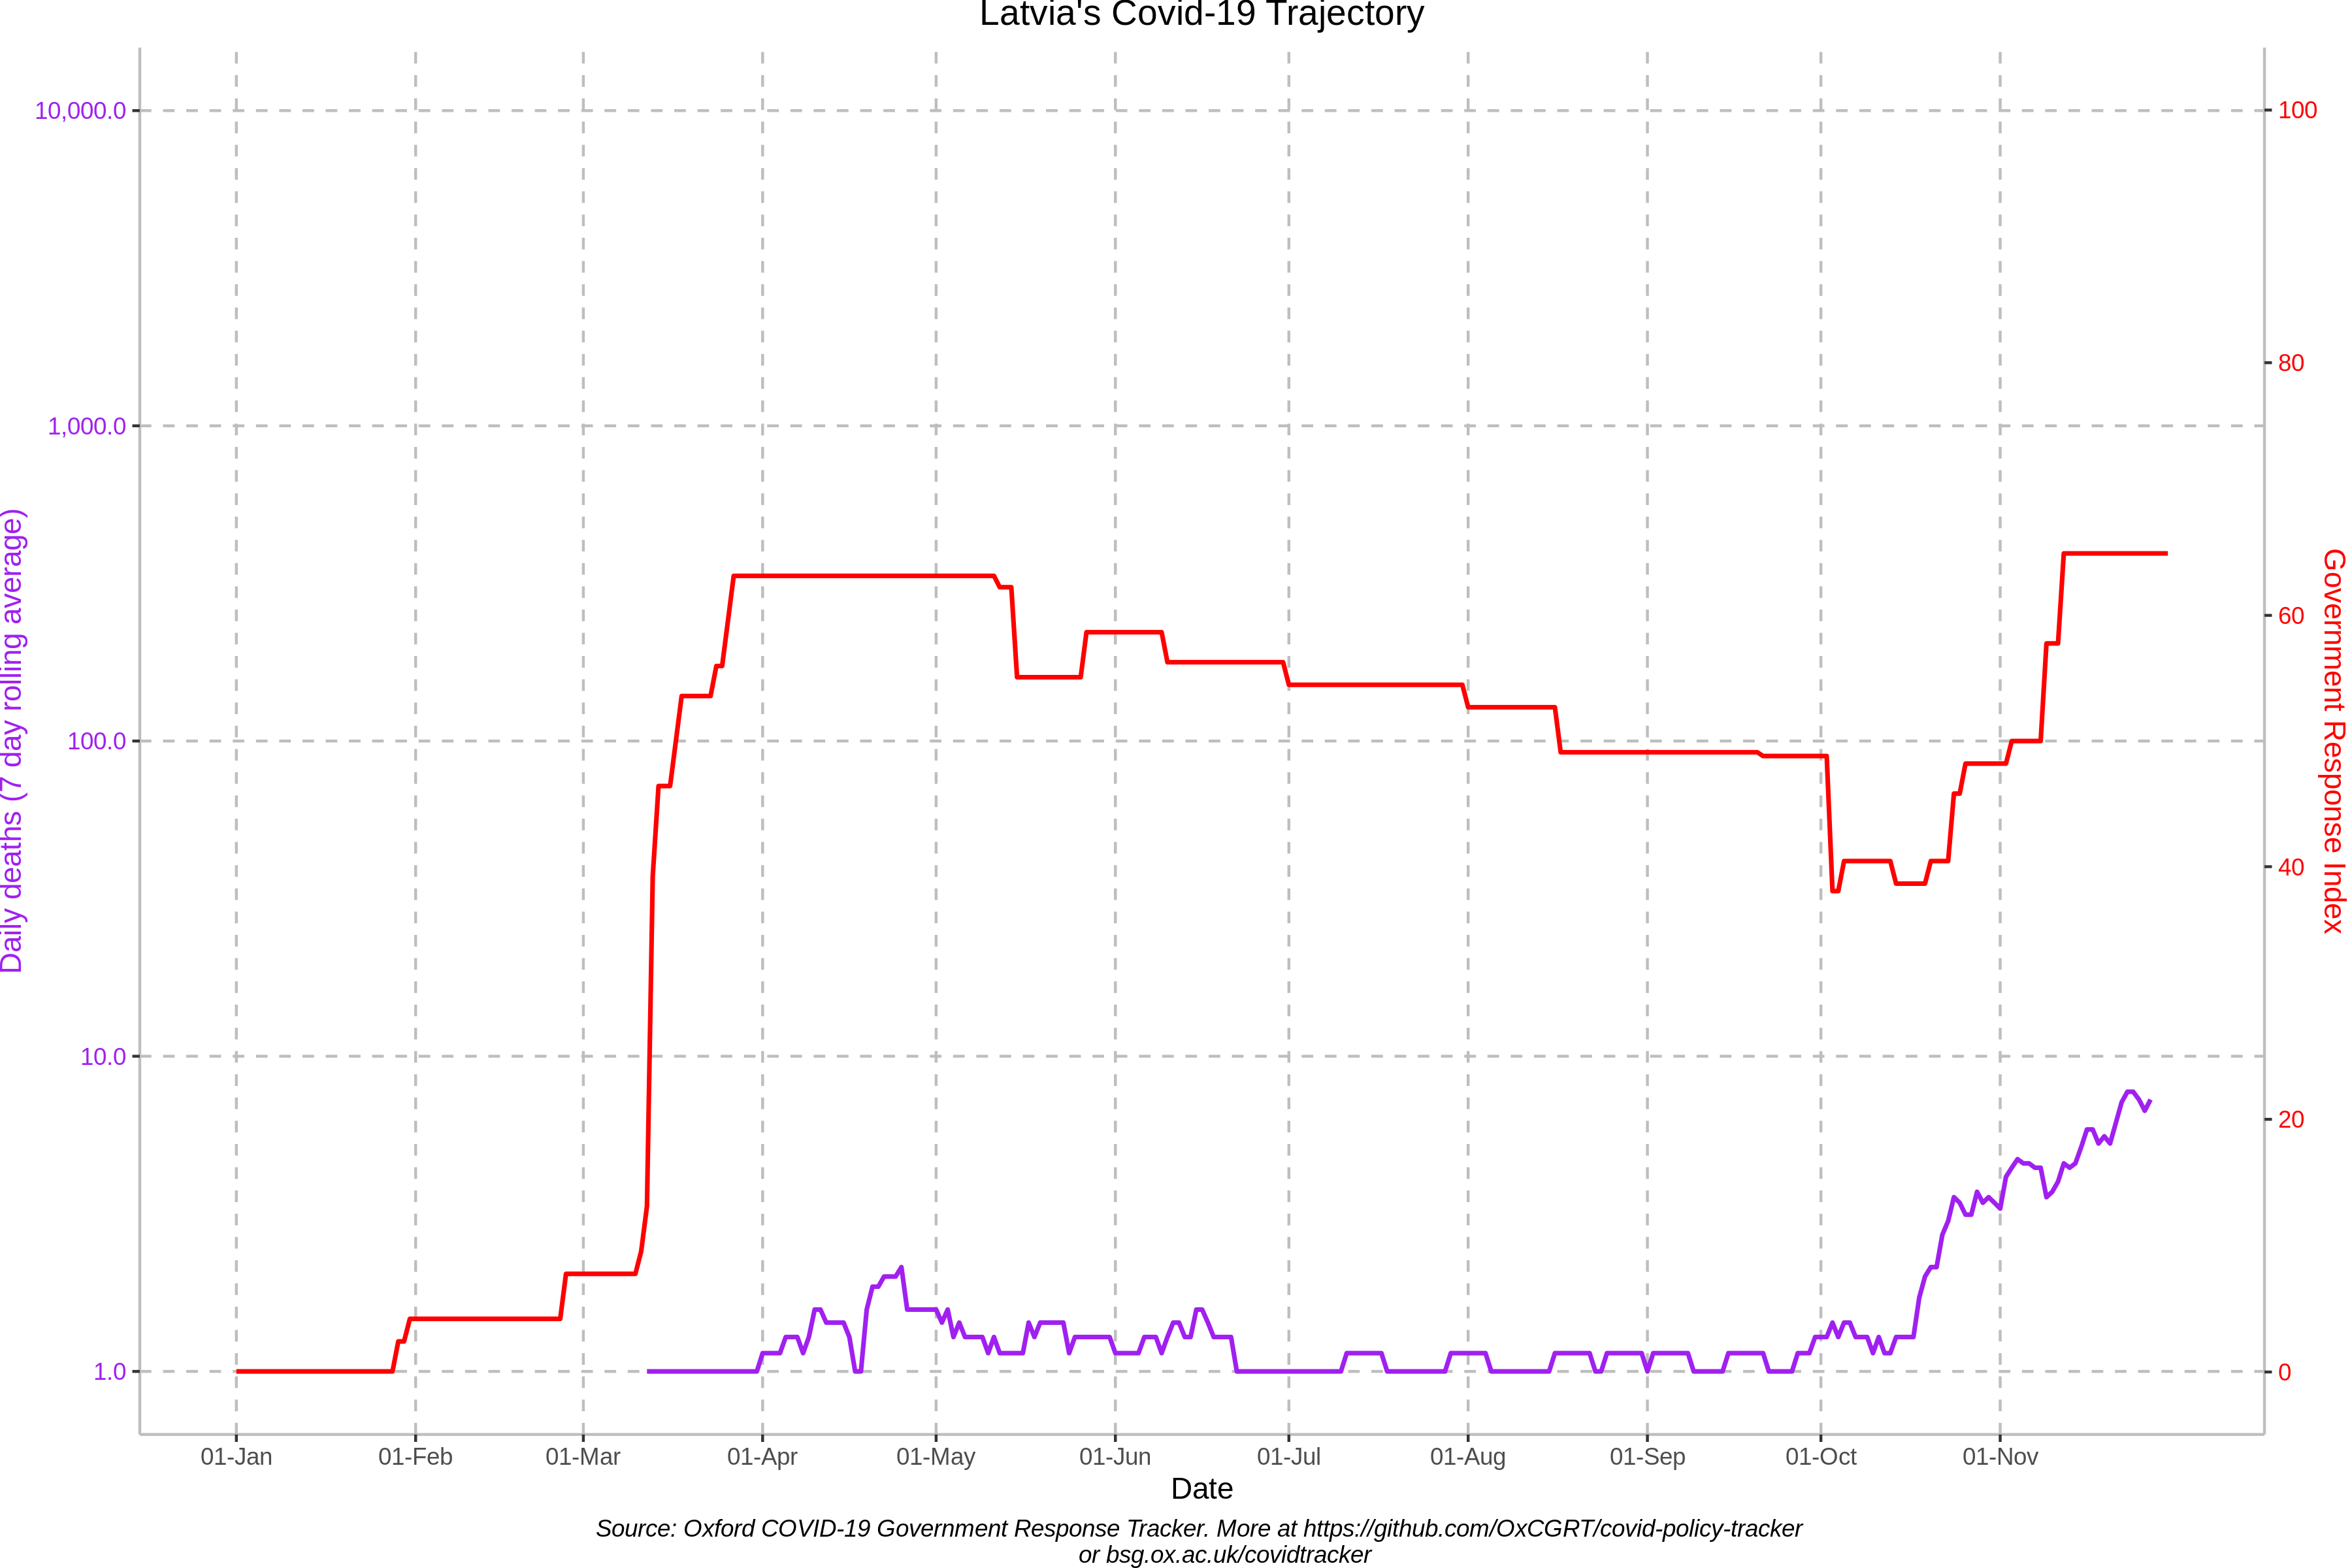 Latvia's Covid-19 Trajectory
10,000.0
1,000.0
100.0
10.0
1.0
Daily deaths (7 day rolling average)
100
80
60
40
20
0
Government Response Index
01-Jan 01-Feb 01-Mar 01-Apr 01-May 01-Jun 01-Jul 01-Aug 01-Sep 01-Oct 01-Nov
Date
Source: Oxford COVID-19 Government Response Tracker. More at https://github.com/OxCGRT/covid-policy-tracker
or bsg.ox.ac.uk/covidtracker